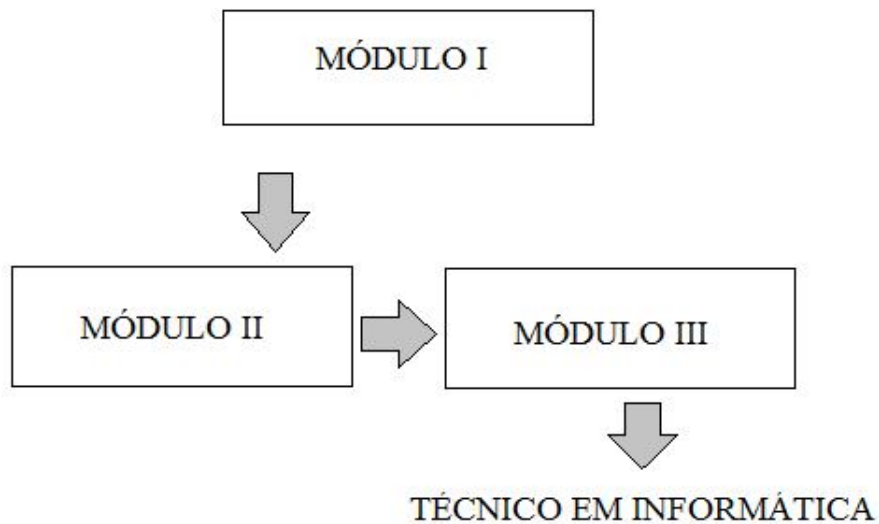 MÓDULO I
MÓDULO II
MÓDULO III
TÉCNICO EM INFORMÁTICA